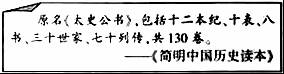 原名《太史公书》,包括十二本纪、十表、八
书、三十世家、七十列传,共130卷。
——《简明中国历史读本》